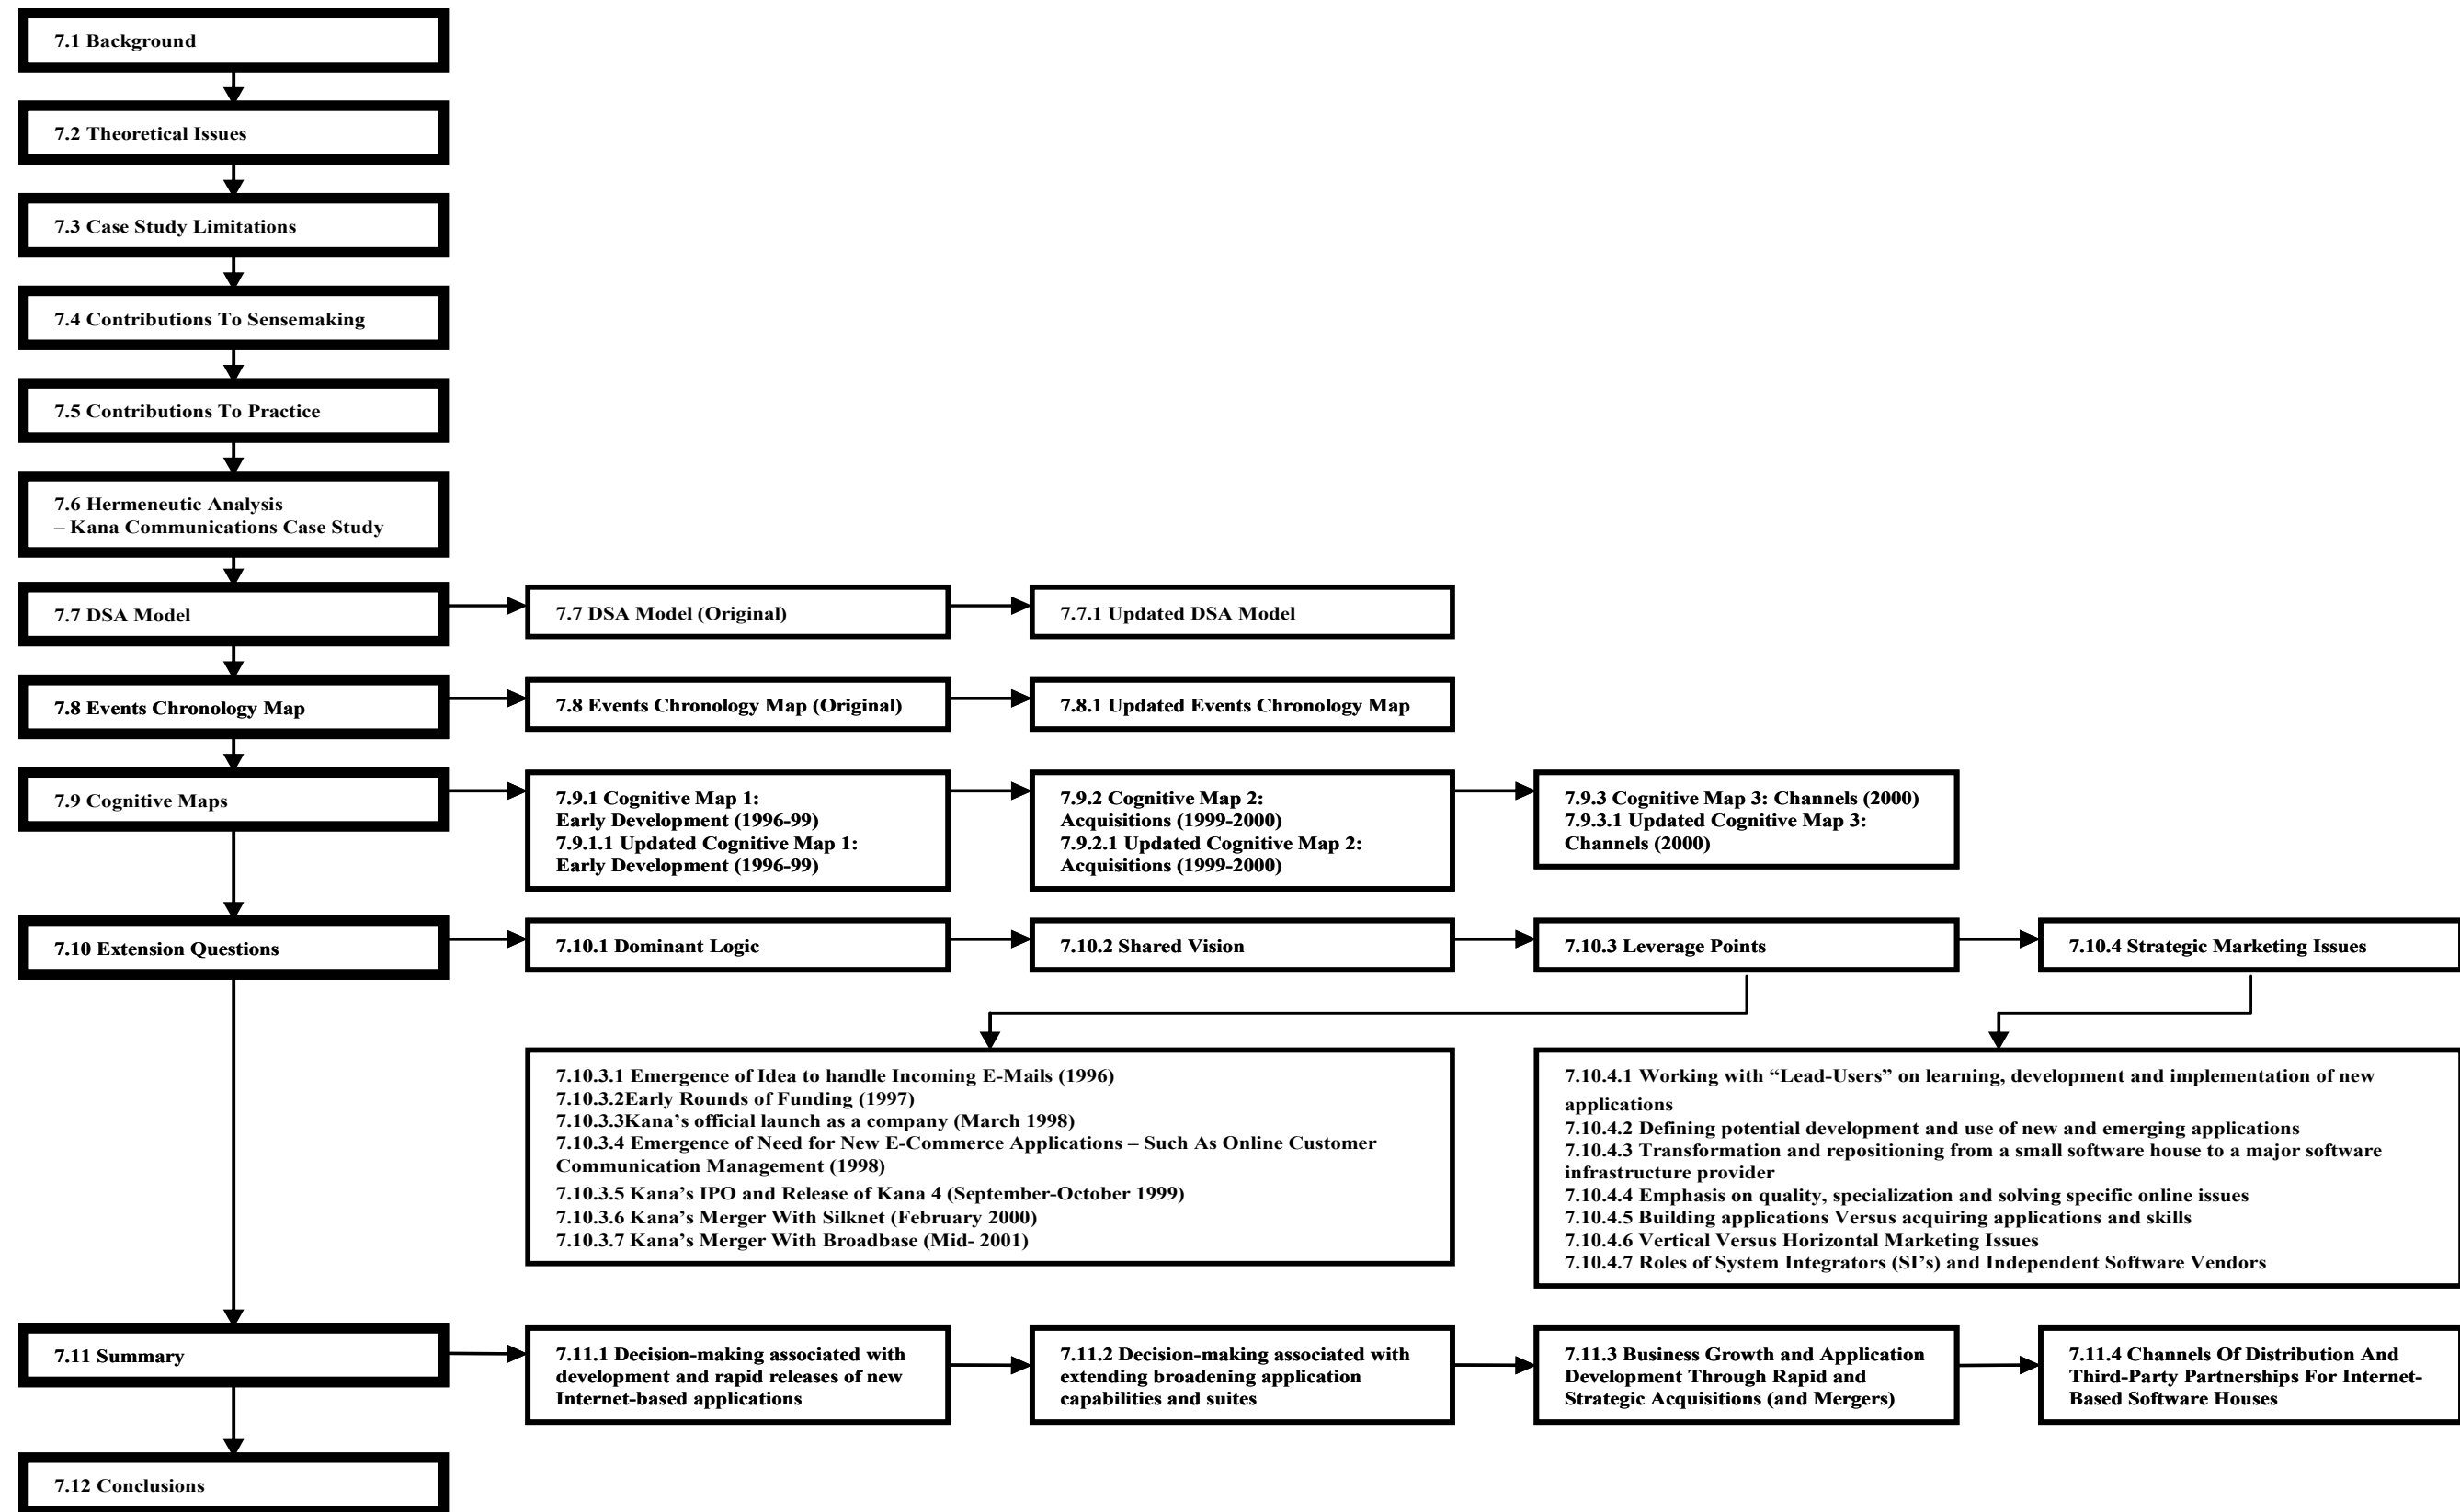 7.1 Background
7.2 Theoretical Issues
7.3 Case Study Limitations
7.4 Contributions To Sensemaking
7.5 Contributions To Practice
7.6 Hermeneutic Analysis
– Kana Communications Case Study
7.7 DSA Model
7.7 DSA Model (Original)
7.7.1 Updated DSA Model
7.8 Events Chronology Map
7.8 Events Chronology Map (Original)
7.8.1 Updated Events Chronology Map
7.9 Cognitive Maps
7.9.1 Cognitive Map 1:
Early Development (1996-99)
7.9.1.1 Updated Cognitive Map 1:
Early Development (1996-99)
7.9.2 Cognitive Map 2:
Acquisitions (1999-2000)
7.9.2.1 Updated Cognitive Map 2:
Acquisitions (1999-2000)
7.9.3 Cognitive Map 3: Channels (2000)
7.9.3.1 Updated Cognitive Map 3:
Channels (2000)
7.10 Extension Questions
7.10.1 Dominant Logic
7.10.2 Shared Vision
7.10.3 Leverage Points
7.10.4 Strategic Marketing Issues
7.10.3.1 Emergence of Idea to handle Incoming E-Mails (1996)
7.10.3.2Early Rounds of Funding (1997)
7.10.3.3Kana’s official launch as a company (March 1998)
7.10.3.4 Emergence of Need for New E-Commerce Applications – Such As Online Customer
Communication Management (1998)
7.10.3.5 Kana’s IPO and Release of Kana 4 (September-October 1999)
7.10.3.6 Kana’s Merger With Silknet (February 2000)
7.10.3.7 Kana’s Merger With Broadbase (Mid- 2001)
7.10.4.1 Working with “Lead-Users” on learning, development and implementation of new
applications
7.10.4.2 Defining potential development and use of new and emerging applications
7.10.4.3 Transformation and repositioning from a small software house to a major software
infrastructure provider
7.10.4.4 Emphasis on quality, specialization and solving specific online issues
7.10.4.5 Building applications Versus acquiring applications and skills
7.10.4.6 Vertical Versus Horizontal Marketing Issues
7.10.4.7 Roles of System Integrators (SI’s) and Independent Software Vendors
7.11 Summary
7.11.1 Decision-making associated with
development and rapid releases of new
Internet-based applications
7.11.2 Decision-making associated with
extending broadening application
capabilities and suites
7.11.3 Business Growth and Application
Development Through Rapid and
Strategic Acquisitions (and Mergers)
7.11.4 Channels Of Distribution And
Third-Party Partnerships For Internet-
Based Software Houses
7.12 Conclusions